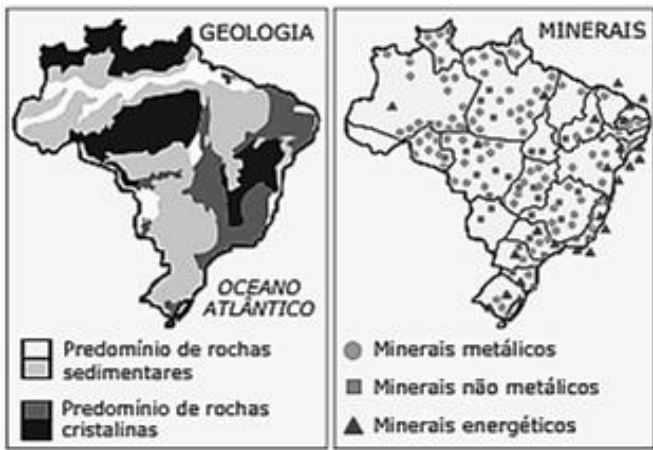 GEOLOGIA
OCEANO
ATLÂNTICO
Predomínio de rochas
sedimentares
Predomínio de rochas
cristalinas
MINERAIS
Minerais metálicos
Minerais não metálicos
Minerais energéticos